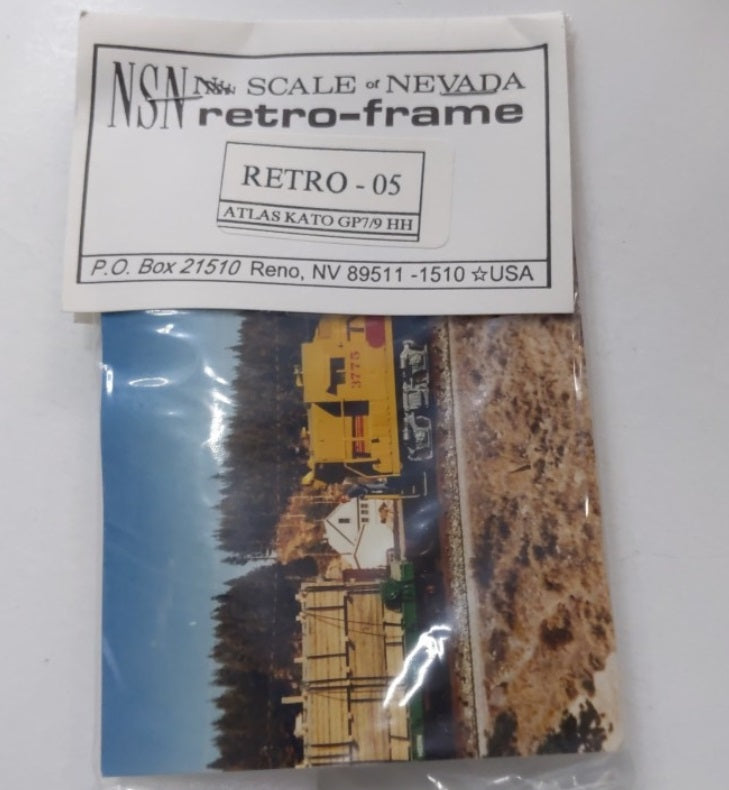 NSN SCALE of NEVADA
retro-frame
RETRO - 05
ATLAS KATO GP7/9 HH
P.O. Box 21510 Reno, NV 89511 -1510 ☆USA
3775